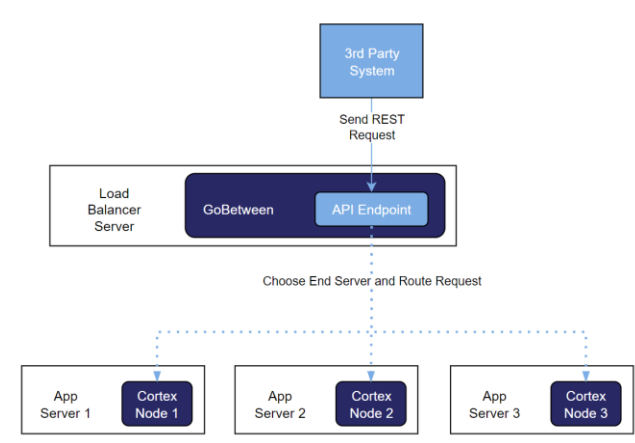 3rd Party
System
Send REST
Request
Load
Balancer
Server
GoBetween
API Endpoint
Choose End Server and Route Request
App
Server 1
Cortex
Node 1
App
Server 2
Cortex
Node 2
App
Server 3
Cortex
Node 3